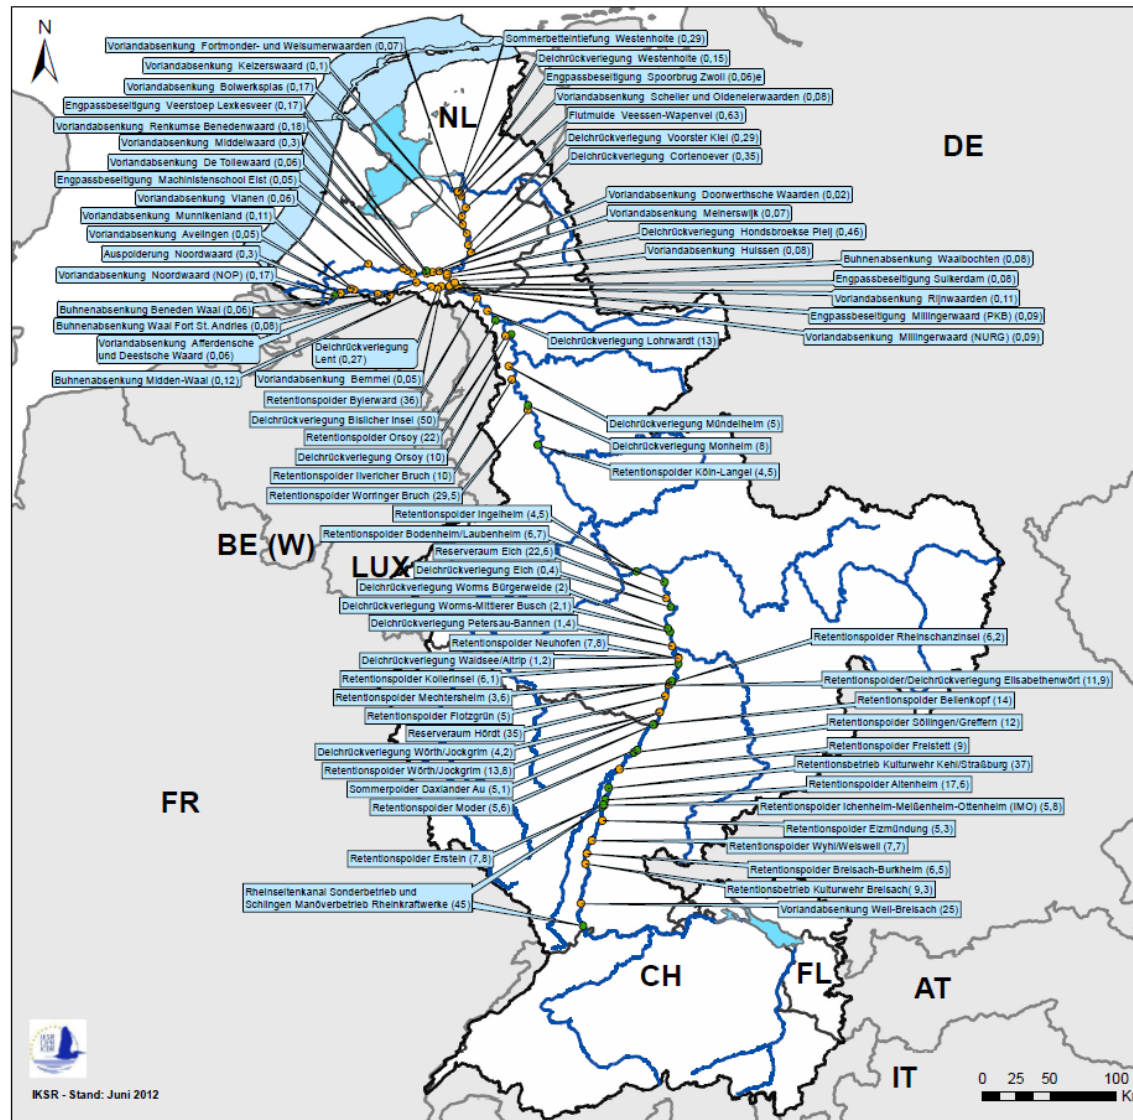 N
NL
DE
Vorlandabsenkung Fortmonder- und Welsumerwaarden (0,07)
Vorlandabsenkung Keizerswaard (0,1)
Vorlandabsenkung Bolwerksplas (0,17)
Engpassbeseitigung Veerstoep Lexkesveer (0,17)
Vorlandabsenkung Renkumse Benedenwaard (0,18)
Vorlandabsenkung Middelwaard (0,3)
Vorlandabsenkung De Tollewaard (0,06)
Engpassbeseitigung Machinistenschool Elst (0,05)
Vorlandabsenkung Vianen (0,06)
Vorlandabsenkung Munnikenland (0,11)
Vorlandabsenkung Avelingen (0,05)
Auspolderung Noordwaard (0,3)
Vorlandabsenkung Noordwaard (NOP) (0,17)
Buhnenabsenkung Beneden Waal (0,06)
Buhnenabsenkung Waal Fort St. Andries (0,08)
Vorlandabsenkung Afferdensche
und Deestsche Waard (0,06)
Buhnenabsenkung Midden-Waal (0,12)
Deichrückverlegung
Lent (0,27)
Vorlandabsenkung Bemmel (0,05)
Retentionspolder Bylerward (36)
Deichrückverlegung Bislicher Insel (50)
Retentionspolder Orsoy (22)
Deichrückverlegung Orsoy (10)
Retentionspolder Ilvericher Bruch (10)
Retentionspolder Worringer Bruch (29,5)
Sommerbetteintiefung Westenholte (0,29)
Deichrückverlegung Westenholte (0,15)
Engpassbeseitigung Spoorbrug Zwoll (0,06)e
Vorlandabsenkung Scheller und Oldenelerwaarden (0,08)
Flutmulde Veessen-Wapenvel (0,63)
Deichrückverlegung Voorster Klei (0,29)
Deichrückverlegung Cortenoever (0,35)
Vorlandabsenkung Doorwerthsche Waarden (0,02)
Vorlandabsenkung Meinerswijk (0,07)
Deichrückverlegung Hondsbroekse Pleij (0,46)
Vorlandabsenkung Huissen (0,08)
Buhnenabsenkung Waalbochten (0,08)
Engpassbeseitigung Suikerdam (0,08)
Vorlandabsenkung Rijnwaarden (0,11)
Engpassbeseitigung Millingerwaard (PKB) (0,09)
Vorlandabsenkung Millingerwaard (NURG) (0,09)
Deichrückverlegung Lohrwardt (13)
Deichrückverlegung Mündelheim (5)
Deichrückverlegung Monheim (8)
Retentionspolder Köln-Langel (4,5)
BE (W)
LUX
Retentionspolder Ingelheim (4,5)
Retentionspolder Bodenheim/Laubenheim (6,7)
Reserveraum Eich (22,6)
Deichrückverlegung Eich (0,4)
Deichrückverlegung Worms Bürgerweide (2)
Deichrückverlegung Worms-Mittlerer Busch (2,1)
Deichrückverlegung Petersau-Bannen (1,4)
Retentionspolder Neuhofen (7,8)
Deichrückverlegung Waldsee/Altrip (1,2)
Retentionspolder Kollerinsel (6,1)
Retentionspolder Mechtersheim (3,6)
Retentionspolder Flotzgrün (5)
Reserveraum Hördt (35)
Deichrückverlegung Wörth/Jockgrim (4,2)
Retentionspolder Wörth/Jockgrim (13,8)
Sommerpolder Daxlander Au (5,1)
Retentionspolder Moder (5,6)
Retentionspolder Erstein (7,8)
Rheinseitenkanal Sonderbetrieb und
Schlingen Manöverbetrieb Rheinkraftwerke (45)
Retentionspolder Rheinschanzinsel (6,2)
Retentionspolder/Deichrückverlegung Elisabethenwört (11,9)
Retentionspolder Bellenkopf (14)
Retentionspolder Söllingen/Greffern (12)
Retentionspolder Freistett (9)
Retentionsbetrieb Kulturwehr Kehl/Straßburg (37)
Retentionspolder Altenheim (17,6)
Retentionspolder Ichenheim-Meißenheim-Ottenheim (IMO) (5,8)
Retentionspolder Elzmündung (5,3)
Retentionspolder Wyhl/Weisweil (7,7)
Retentionspolder Breisach-Burkheim (6,5)
Retentionsbetrieb Kulturwehr Breisach( 9,3)
Vorlandabsenkung Weil-Breisach (25)
FR
CH
FL
AT
IT
IKSR
CIPR
ICBR
IKSR - Stand: Juni 2012
0 25 50 100